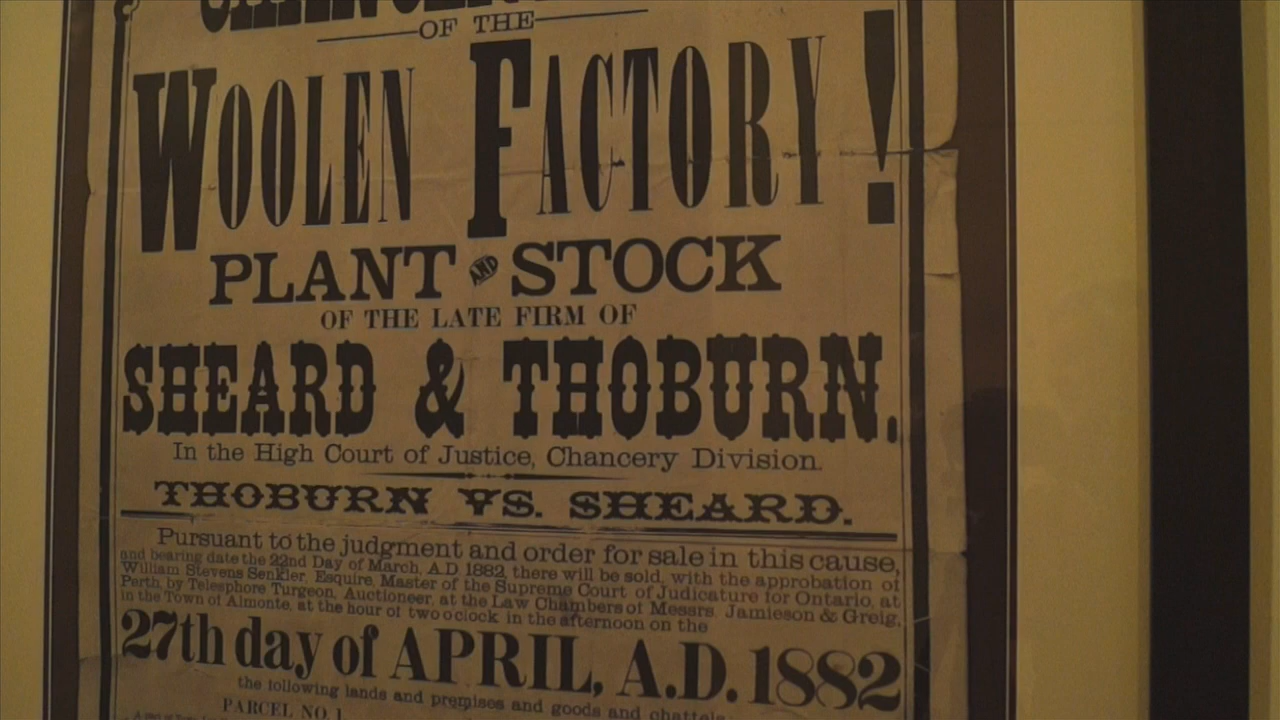 OF THE
WOOLEN FACTORY!
PLANT AND STOCK
OF THE LATE FIRM OF
SHEARD & THOBURN.
In the High Court of Justice, Chancery Division.
THOBURN VS. SHEARD.
Pursuant to the judgment and order for sale in this cause,
and bearing date the 22nd Day of March, A.D 1882, there will be sold, with the approbation of
William Stevens Senkler, Esquire, Master of the Supreme Court of Judicature for Ontario, at
Perth, by Telesphore Turgeon, Auctioneer, at the Law Chambers of Messrs. Jamieson & Greig,
in the Town of Almonte, at the hour of two oclock in the afternoon on the
27th day of APRIL, A.D. 1882
the following lands and premises and goods and chattels
PARCEL NO. 1.